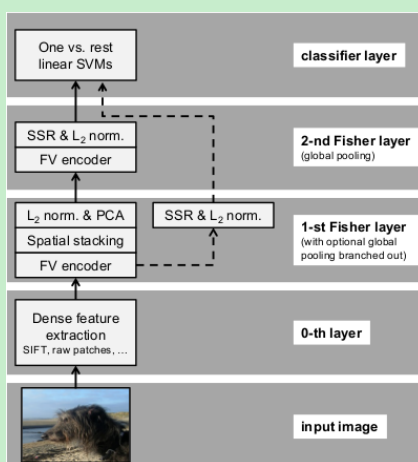 One vs. rest
linear SVMs
classifier layer
SSR & L2 norm.
FV encoder
2-nd Fisher layer
(global pooling)
L2 norm. & PCA
Spatial stacking
FV encoder
SSR & L2 norm.
1-st Fisher layer
(with optional global
pooling branched out)
Dense feature
extraction
SIFT, raw patches, ...
0-th layer
input image